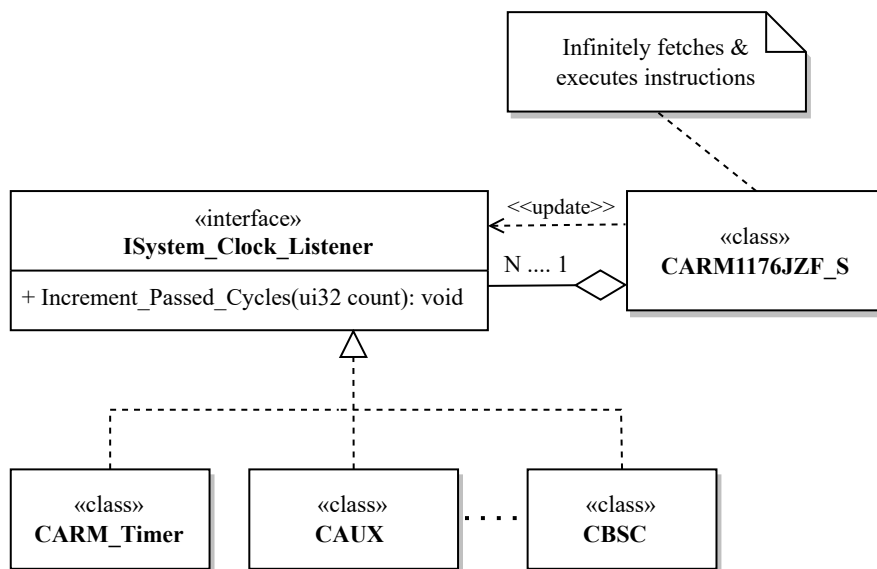 Infinitely fetches &
executes instructions
«interface»
ISystem_Clock_Listener
+ Increment_Passed_Cycles(ui32 count): void
<<update>>
N .... 1
«class»
CARM1176JZF_S
«class»
CARM_Timer
«class»
CAUX
....
«class»
CBSC